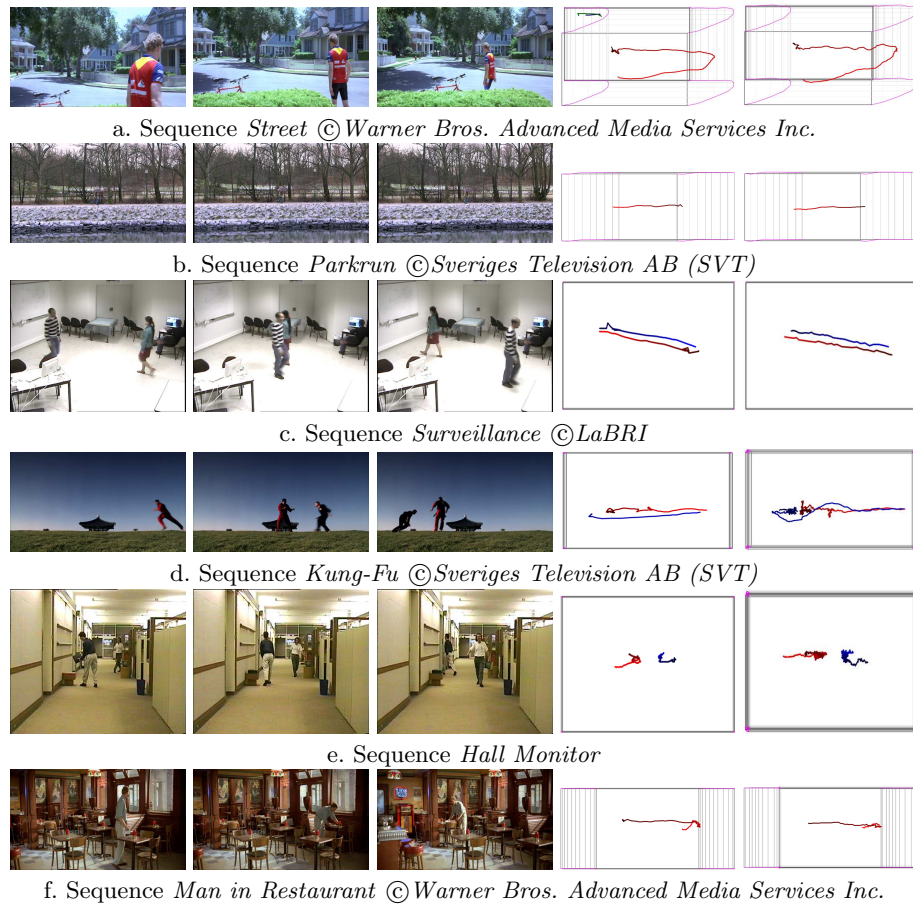 a. Sequence Street ©Warner Bros. Advanced Media Services Inc.
b. Sequence Parkrun ©Sveriges Television AB (SVT)
c. Sequence Surveillance ©LaBRI
d. Sequence Kung-Fu ©Sveriges Television AB (SVT)
e. Sequence Hall Monitor
f. Sequence Man in Restaurant ©Warner Bros. Advanced Media Services Inc.